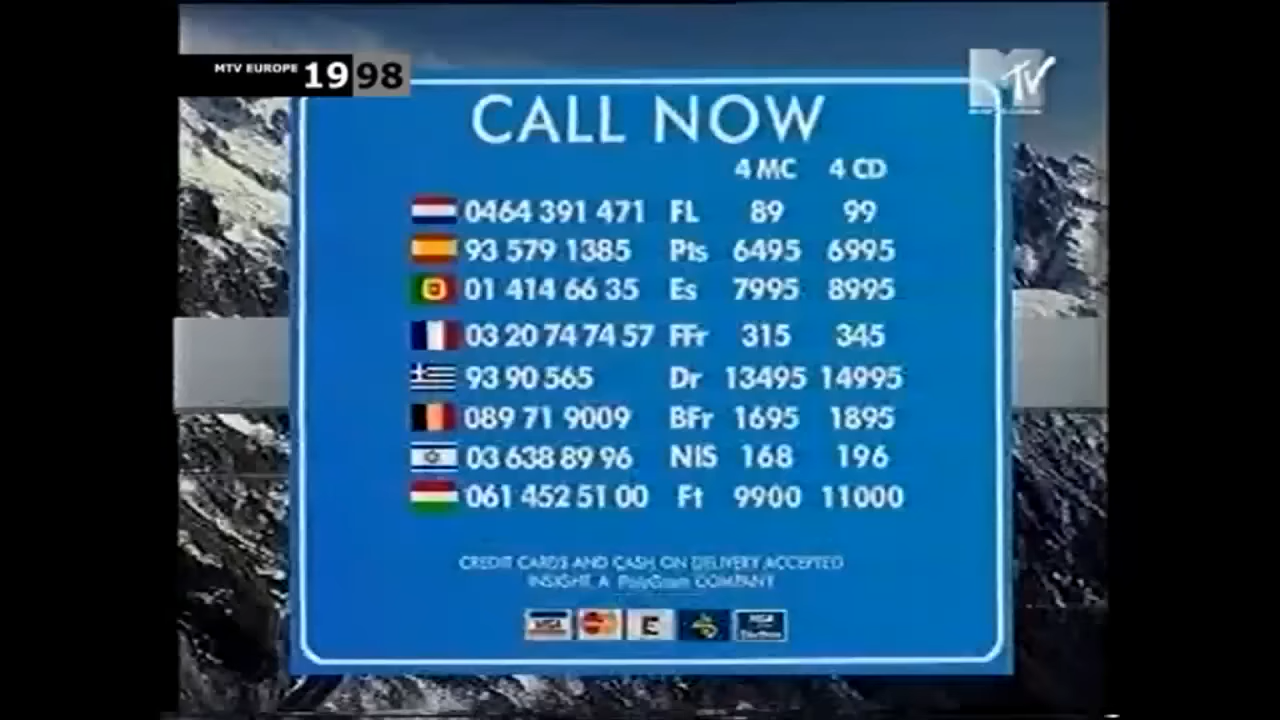 MTV EUROPE 1998
MTV
CALL NOW
4 MC 4 CD
0464 391 471 FL 89 99
93 579 1385 Pts 6495 6995
01 414 66 35 Es 7995 8995
03 20 74 74 57 FFr 315 345
93 90 565 Dr 13495 14995
089 71 9009 BFr 1695 1895
03 638 89 96 NIS 168 196
061 452 51 00 Ft 9900 11000
CREDIT CARDS AND CASH ON DELIVERY ACCEPTED
INSIGHT A PolyGram COMPANY
VISA E VISA